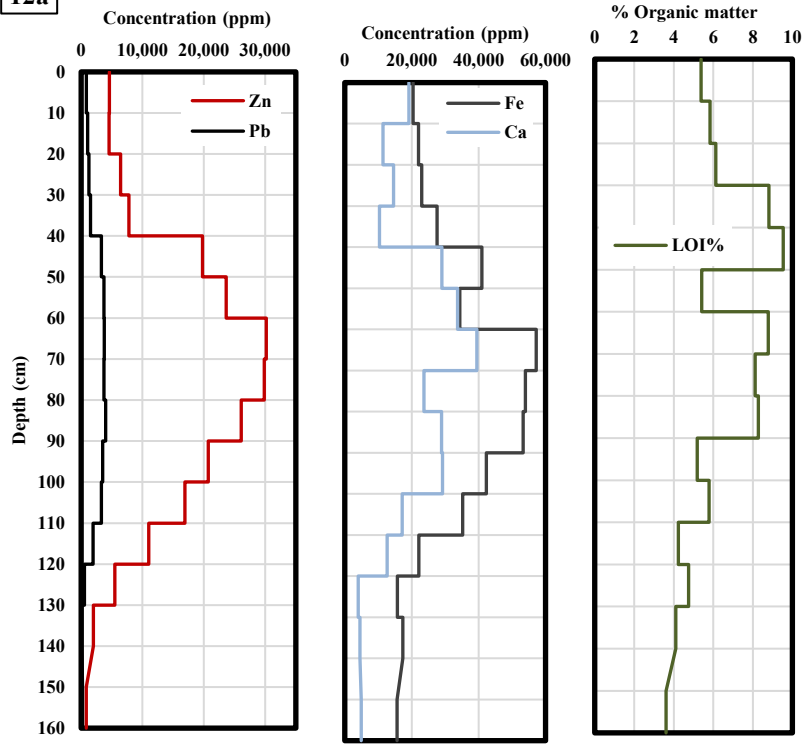 12a
Concentration (ppm)
0 10,000 20,000 30,000
Zn
Pb
Depth (cm)
0
10
20
30
40
50
60
70
80
90
100
110
120
130
140
150
160
Concentration (ppm)
0 20,000 40,000 60,000
Fe
Ca
% Organic matter
0 2 4 6 8 10
LOI%